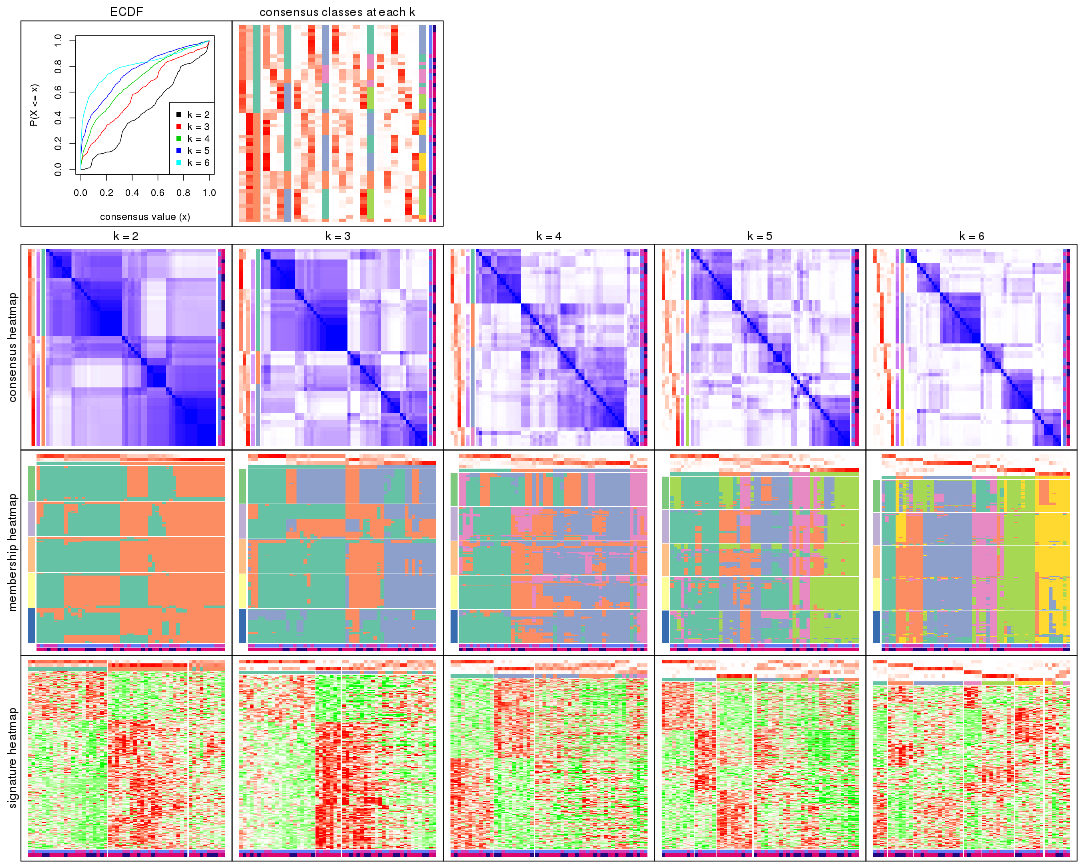 ECDF
consensus classes at each k
P(X <= x)
0.0 0.2 0.4 0.6 0.8 1.0
k = 2
k = 3
k = 4
k = 5
k = 6
0.0 0.2 0.4 0.6 0.8 1.0
consensus value (x)
k = 2 k = 3 k = 4 k = 5 k = 6
consensus heatmap
membership heatmap
signature heatmap